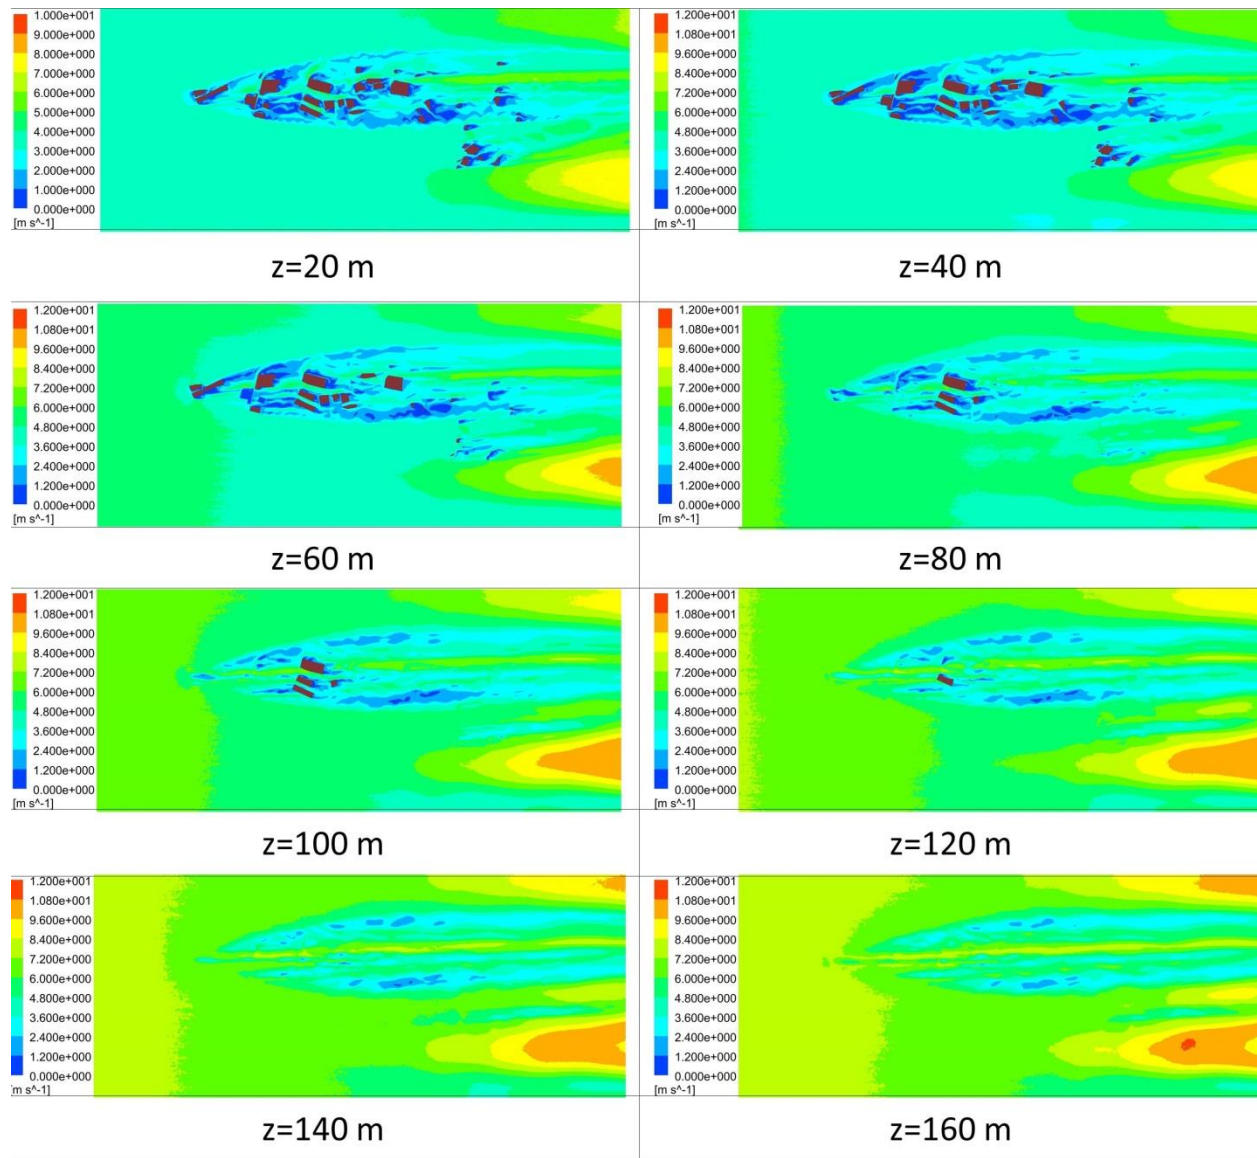 1.000e+001
9.000e+000
8.000e+000
7.000e+000
6.000e+000
5.000e+000
4.000e+000
3.000e+000
2.000e+000
1.000e+000
0.000e+000
[m s^-1]
z=20 m
1.200e+001
1.080e+001
9.600e+000
8.400e+000
7.200e+000
6.000e+000
4.800e+000
3.600e+000
2.400e+000
1.200e+000
0.000e+000
[m s^-1]
z=40 m
1.200e+001
1.080e+001
9.600e+000
8.400e+000
7.200e+000
6.000e+000
4.800e+000
3.600e+000
2.400e+000
1.200e+000
0.000e+000
[m s^-1]
z=60 m
1.200e+001
1.080e+001
9.600e+000
8.400e+000
7.200e+000
6.000e+000
4.800e+000
3.600e+000
2.400e+000
1.200e+000
0.000e+000
[m s^-1]
z=80 m
1.200e+001
1.080e+001
9.600e+000
8.400e+000
7.200e+000
6.000e+000
4.800e+000
3.600e+000
2.400e+000
1.200e+000
0.000e+000
[m s^-1]
z=100 m
1.200e+001
1.080e+001
9.600e+000
8.400e+000
7.200e+000
6.000e+000
4.800e+000
3.600e+000
2.400e+000
1.200e+000
0.000e+000
[m s^-1]
z=120 m
1.200e+001
1.080e+001
9.600e+000
8.400e+000
7.200e+000
6.000e+000
4.800e+000
3.600e+000
2.400e+000
1.200e+000
0.000e+000
[m s^-1]
z=140 m
1.200e+001
1.080e+001
9.600e+000
8.400e+000
7.200e+000
6.000e+000
4.800e+000
3.600e+000
2.400e+000
1.200e+000
0.000e+000
[m s^-1]
z=160 m